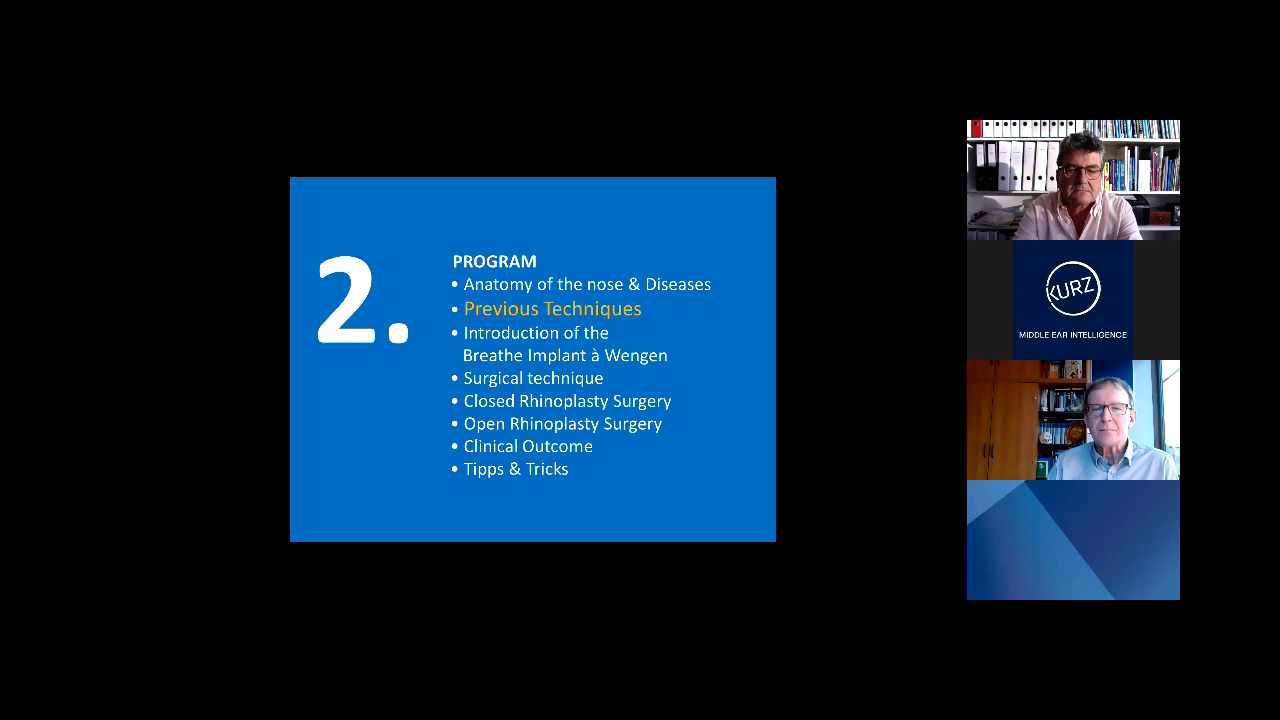 2.
PROGRAM
• Anatomy of the nose & Diseases
• Previous Techniques
• Introduction of the
Breathe Implant à Wengen
• Surgical technique
• Closed Rhinoplasty Surgery
• Open Rhinoplasty Surgery
• Clinical Outcome
• Tipps & Tricks
KURZ
MIDDLE EAR INTELLIGENCE